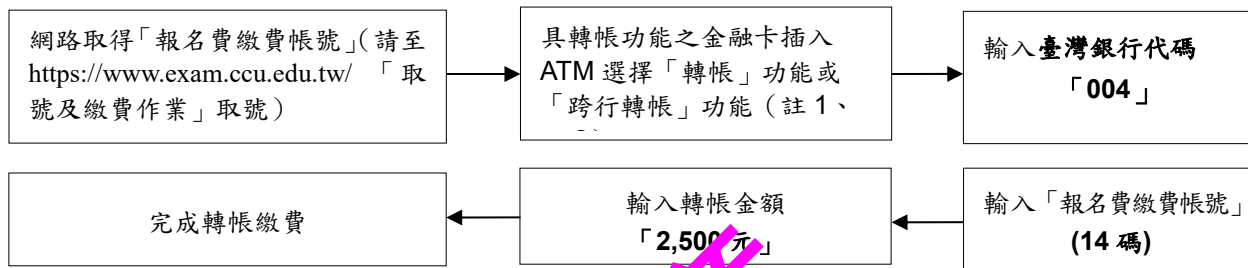 網路取得「報名費繳費帳號」(請至
https://www.exam.ccu.edu.tw/ 「取
號及繳費作業」取號)
具轉帳功能之金融卡插入
ATM 選擇「轉帳」功能或
「跨行轉帳」功能（註 1、
輸入臺灣銀行代碼
「004」
輸入「報名費繳費帳號」
(14 碼)
輸入轉帳金額
「2,500 元」
完成轉帳繳費